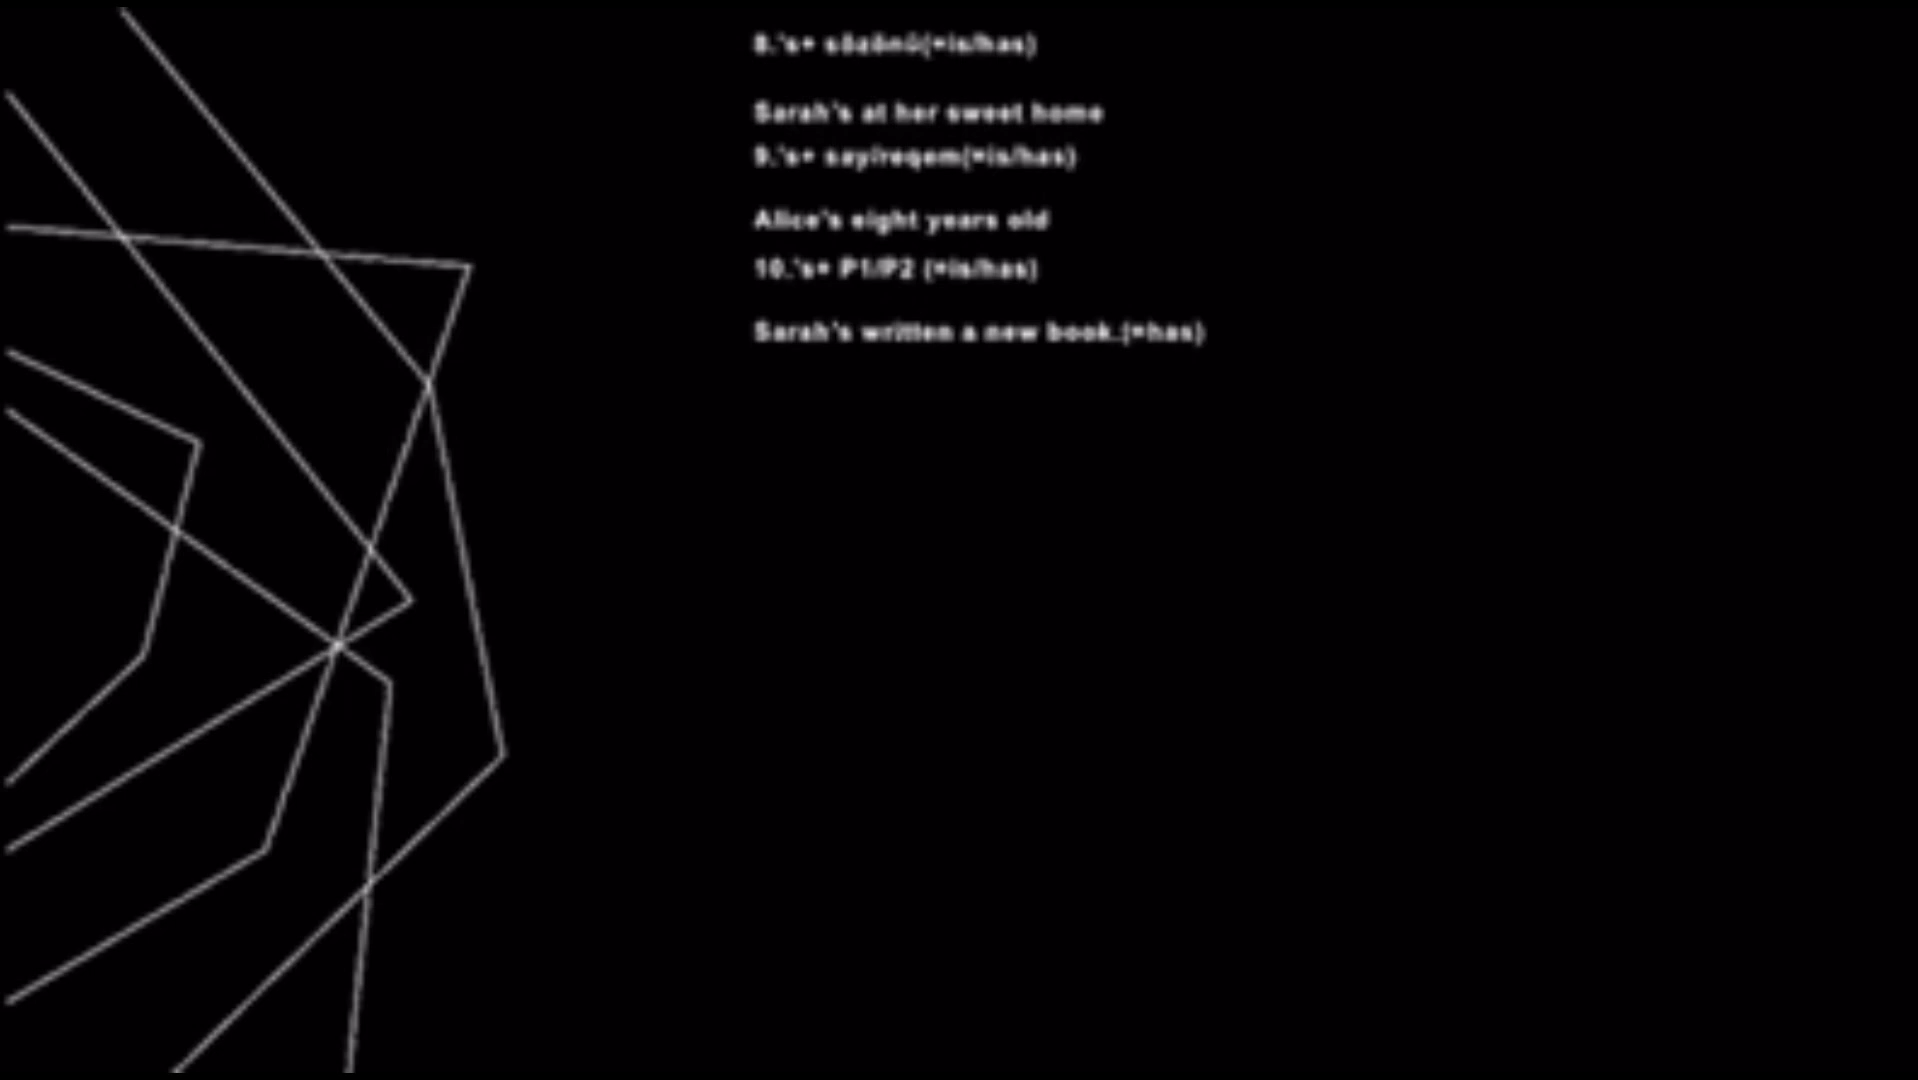 8.'s+ sözönü(=is/has)
Sarah's at her sweet home
9.'s+ say/reqem(=is/has)
Alice's eight years old
10.'s+ P1/P2 (=is/has)
Sarah's written a new book.(=has)